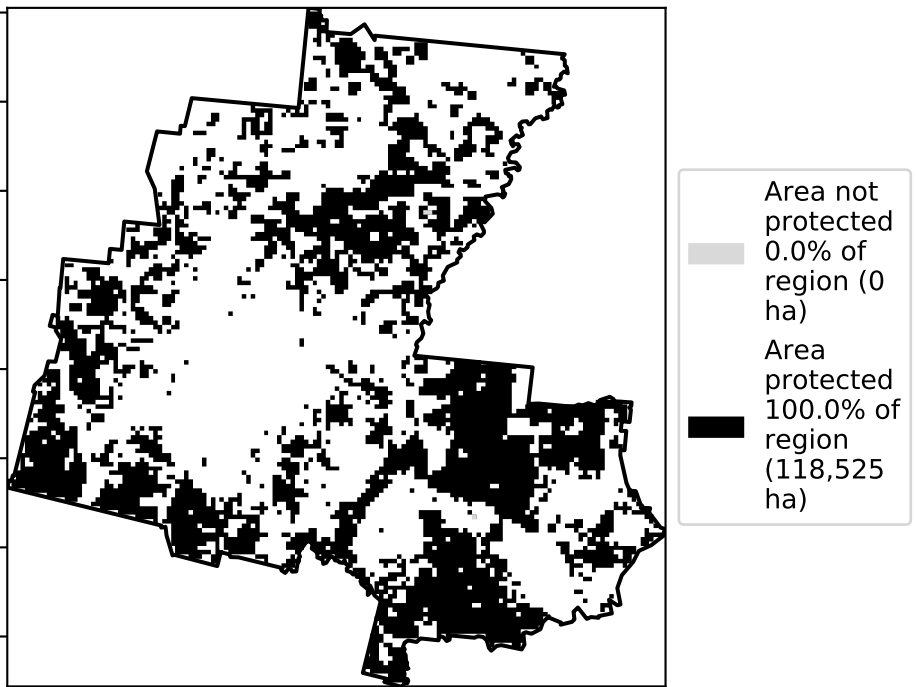 Area not
protected
0.0% of
region (0
ha)
Area
protected
100.0% of
region
(118,525
ha)